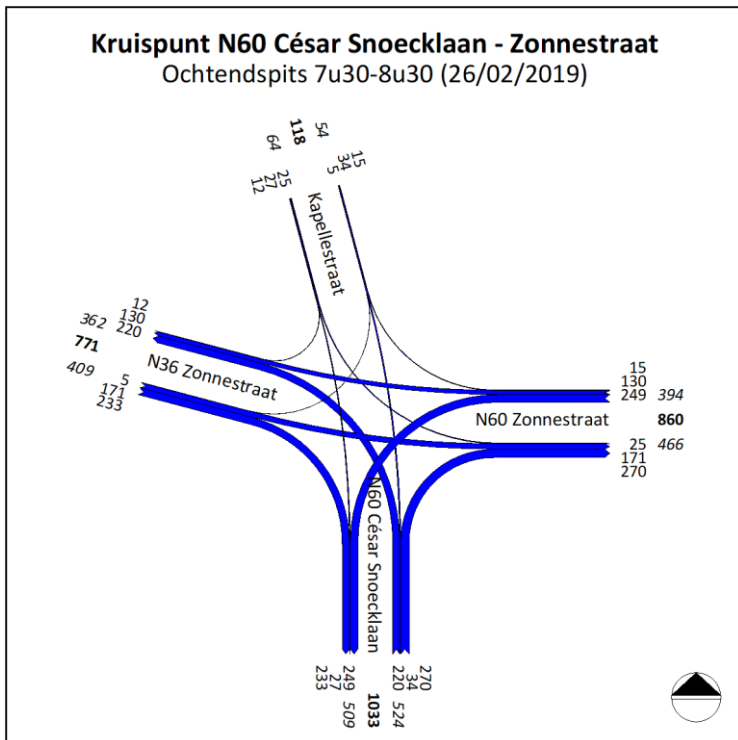 Kruispunt N60 César Snoecklaan - Zonnestraat
Ochtendspits 7u30-8u30 (26/02/2019)
64 118 54
12 27 25
5 34 15
Kapellestraat
12
130
362 220
771
N36 Zonnestraat
409 5
171
233
15
130
249 394
N60 Zonnestraat 860
25 466
171
270
N60 César Snoecklaan
233 27 249
509 1033 524
220 34 270